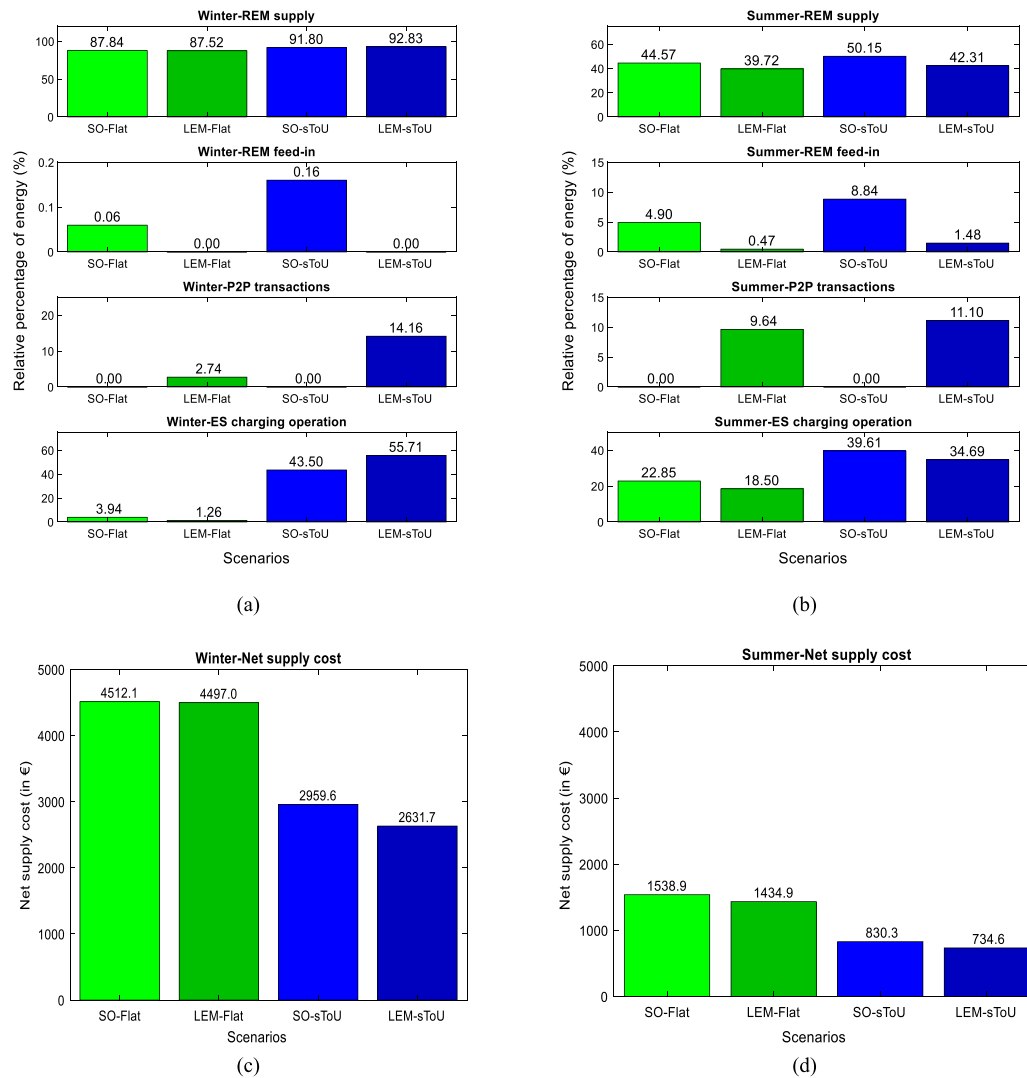 Winter-REM supply
100
50
0
87.84
87.52
91.80
92.83
SO-Flat
LEM-Flat
SO-sToU
LEM-sToU
Winter-REM feed-in
0.2
0.1
0
0.06
0.00
0.16
0.00
SO-Flat
LEM-Flat
SO-sToU
LEM-sToU
Winter-P2P transactions
20
10
0
0.00
2.74
0.00
14.16
SO-Flat
LEM-Flat
SO-sToU
LEM-sToU
Winter-ES charging operation
60
40
20
0
3.94
1.26
43.50
55.71
SO-Flat
LEM-Flat
SO-sToU
LEM-sToU
Scenarios
Relative percentage of energy (%)
(a)
Summer-REM supply
60
40
20
0
44.57
39.72
50.15
42.31
SO-Flat
LEM-Flat
SO-sToU
LEM-sToU
Summer-REM feed-in
15
10
5
0
4.90
0.47
8.84
1.48
SO-Flat
LEM-Flat
SO-sToU
LEM-sToU
Summer-P2P transactions
15
10
5
0
0.00
9.64
0.00
11.10
SO-Flat
LEM-Flat
SO-sToU
LEM-sToU
Summer-ES charging operation
40
20
0
22.85
18.50
39.61
34.69
SO-Flat
LEM-Flat
SO-sToU
LEM-sToU
Scenarios
Relative percentage of energy (%)
(b)
Winter-Net supply cost
5000
4000
3000
2000
1000
0
4512.1
4497.0
2959.6
2631.7
SO-Flat
LEM-Flat
SO-sToU
LEM-sToU
Scenarios
Net supply cost (in €)
(c)
Summer-Net supply cost
5000
4000
3000
2000
1000
0
1538.9
1434.9
830.3
734.6
SO-Flat
LEM-Flat
SO-sToU
LEM-sToU
Scenarios
Net supply cost (in €)
(d)